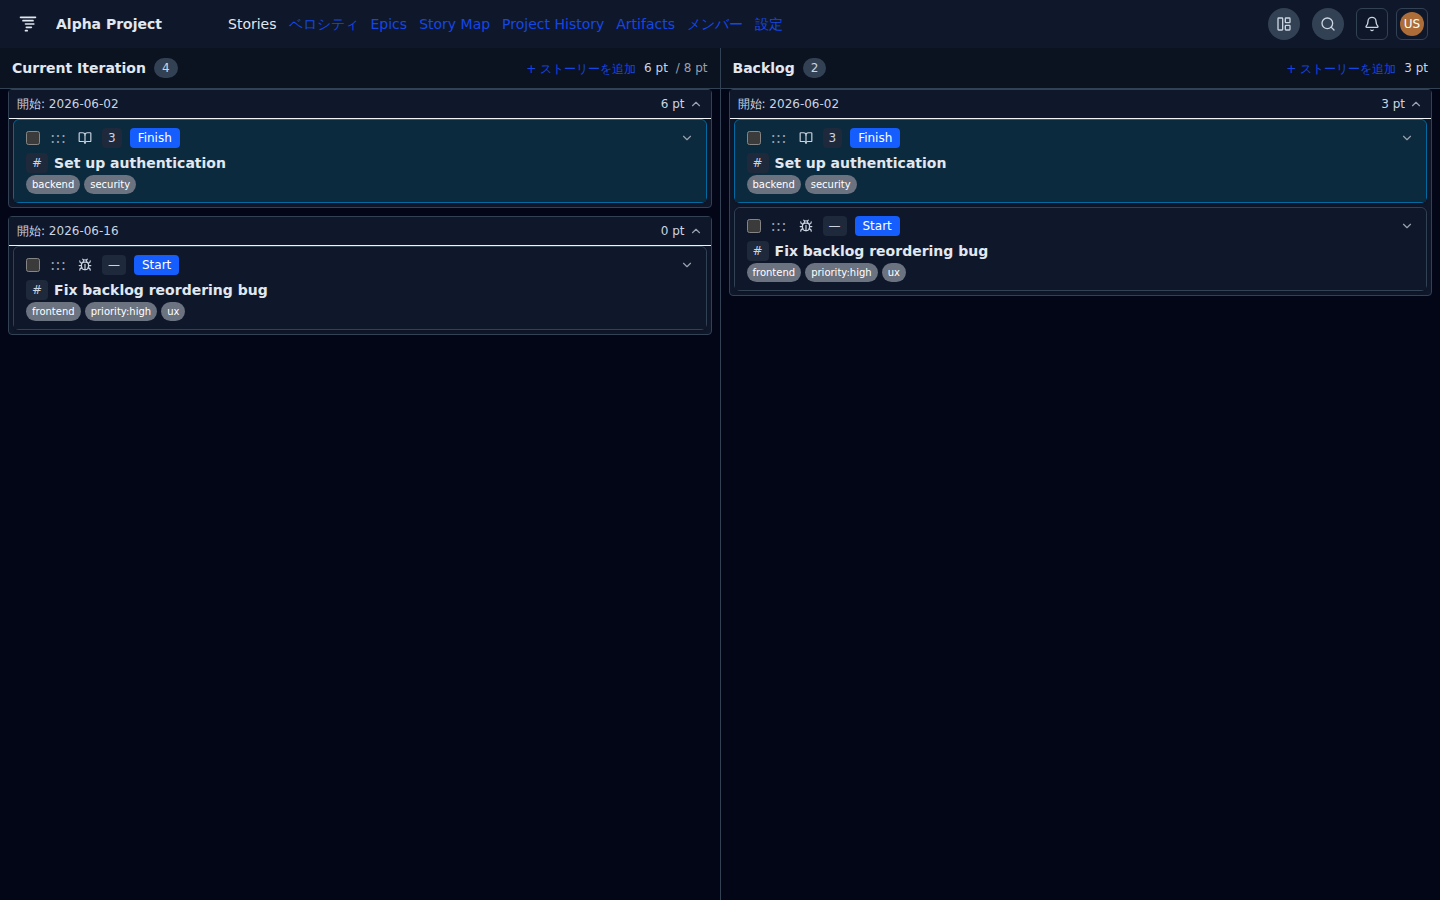 Alpha Project Stories ベロシティ Epics Story Map Project History Artifacts メンバー 設定 US
Current Iteration 4 + ストーリーを追加 6 pt / 8 pt
開始: 2026-06-02 6 pt
3 Finish
# Set up authentication
backend security
開始: 2026-06-16 0 pt
— Start
# Fix backlog reordering bug
frontend priority:high ux
Backlog 2 + ストーリーを追加 3 pt
開始: 2026-06-02 3 pt
3 Finish
# Set up authentication
backend security
— Start
# Fix backlog reordering bug
frontend priority:high ux